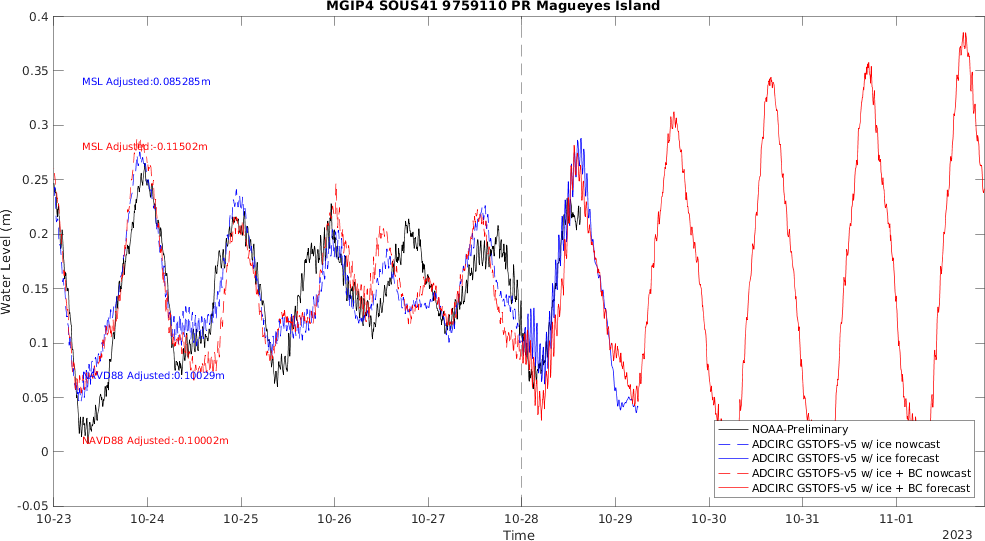 MGIP4 SOUS41 9759110 PR Magueyes Island
0.4
0.35
0.3
0.25
0.2
0.15
0.1
0.05
0
-0.05
Water Level (m)
MSL Adjusted:0.085285m
MSL Adjusted:-0.11502m
NAVD88 Adjusted:0.10029m
NAVD88 Adjusted:-0.10002m
NOAA-Preliminary
ADCIRC GSTOFS-v5 w/ ice nowcast
ADCIRC GSTOFS-v5 w/ ice forecast
ADCIRC GSTOFS-v5 w/ ice + BC nowcast
ADCIRC GSTOFS-v5 w/ ice + BC forecast
10-23 10-24 10-25 10-26 10-27 10-28 10-29 10-30 10-31 11-01
Time
2023